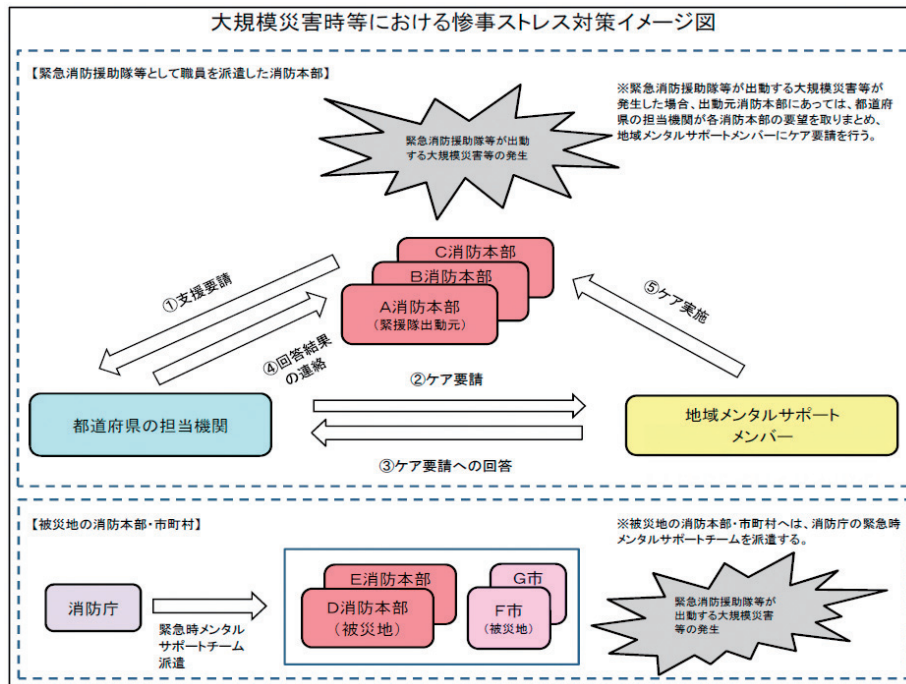 大規模災害時等における惨事ストレス対策イメージ図
【緊急消防援助隊等として職員を派遣した消防本部】
※緊急消防援助隊等が出動する大規模災害等が
発生した場合、出動元消防本部にあっては、都道府
県の担当機関が各消防本部の要望を取りまとめ、
地域メンタルサポートメンバーにケア要請を行う。
緊急消防援助隊等が出動
する大規模災害等の発生
C消防本部
B消防本部
A消防本部
(緊援隊出動元)
①支援要請
④回答結果
の連絡
⑤ケア実施
②ケア要請
都道府県の担当機関
地域メンタルサポート
メンバー
③ケア要請への回答
【被災地の消防本部・市町村】
※被災地の消防本部・市町村へは、消防庁の緊急時
メンタルサポートチームを派遣する。
消防庁
緊急時メンタル
サポートチーム
派遣
E消防本部
D消防本部
(被災地)
G市
F市
(被災地)
緊急消防援助隊等が
出動する大規模災害
等の発生